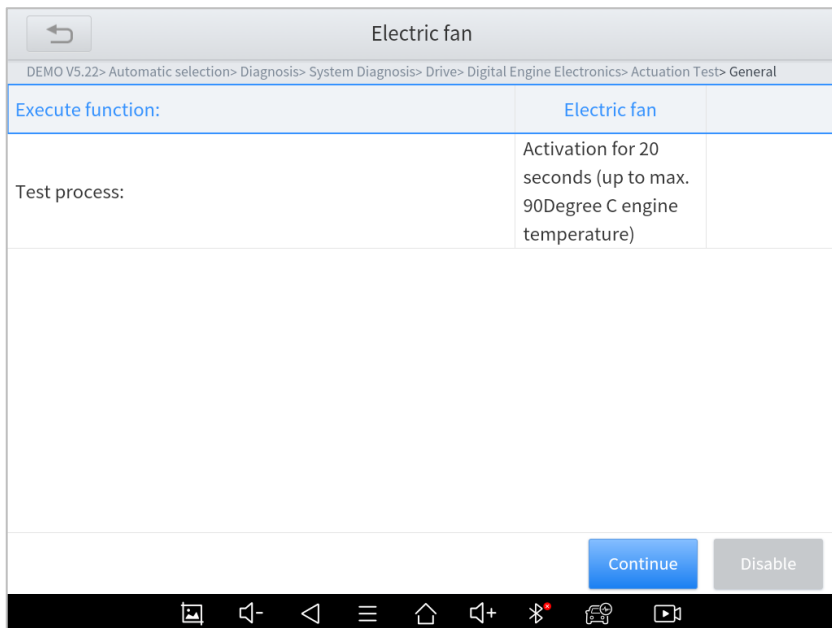 Electric fan
DEMO V5.22> Automatic selection> Diagnosis> System Diagnosis> Drive> Digital Engine Electronics> Actuation Test> General
Execute function:
Electric fan
Test process:
Activation for 20
seconds (up to max.
90Degree C engine
temperature)
Continue
Disable